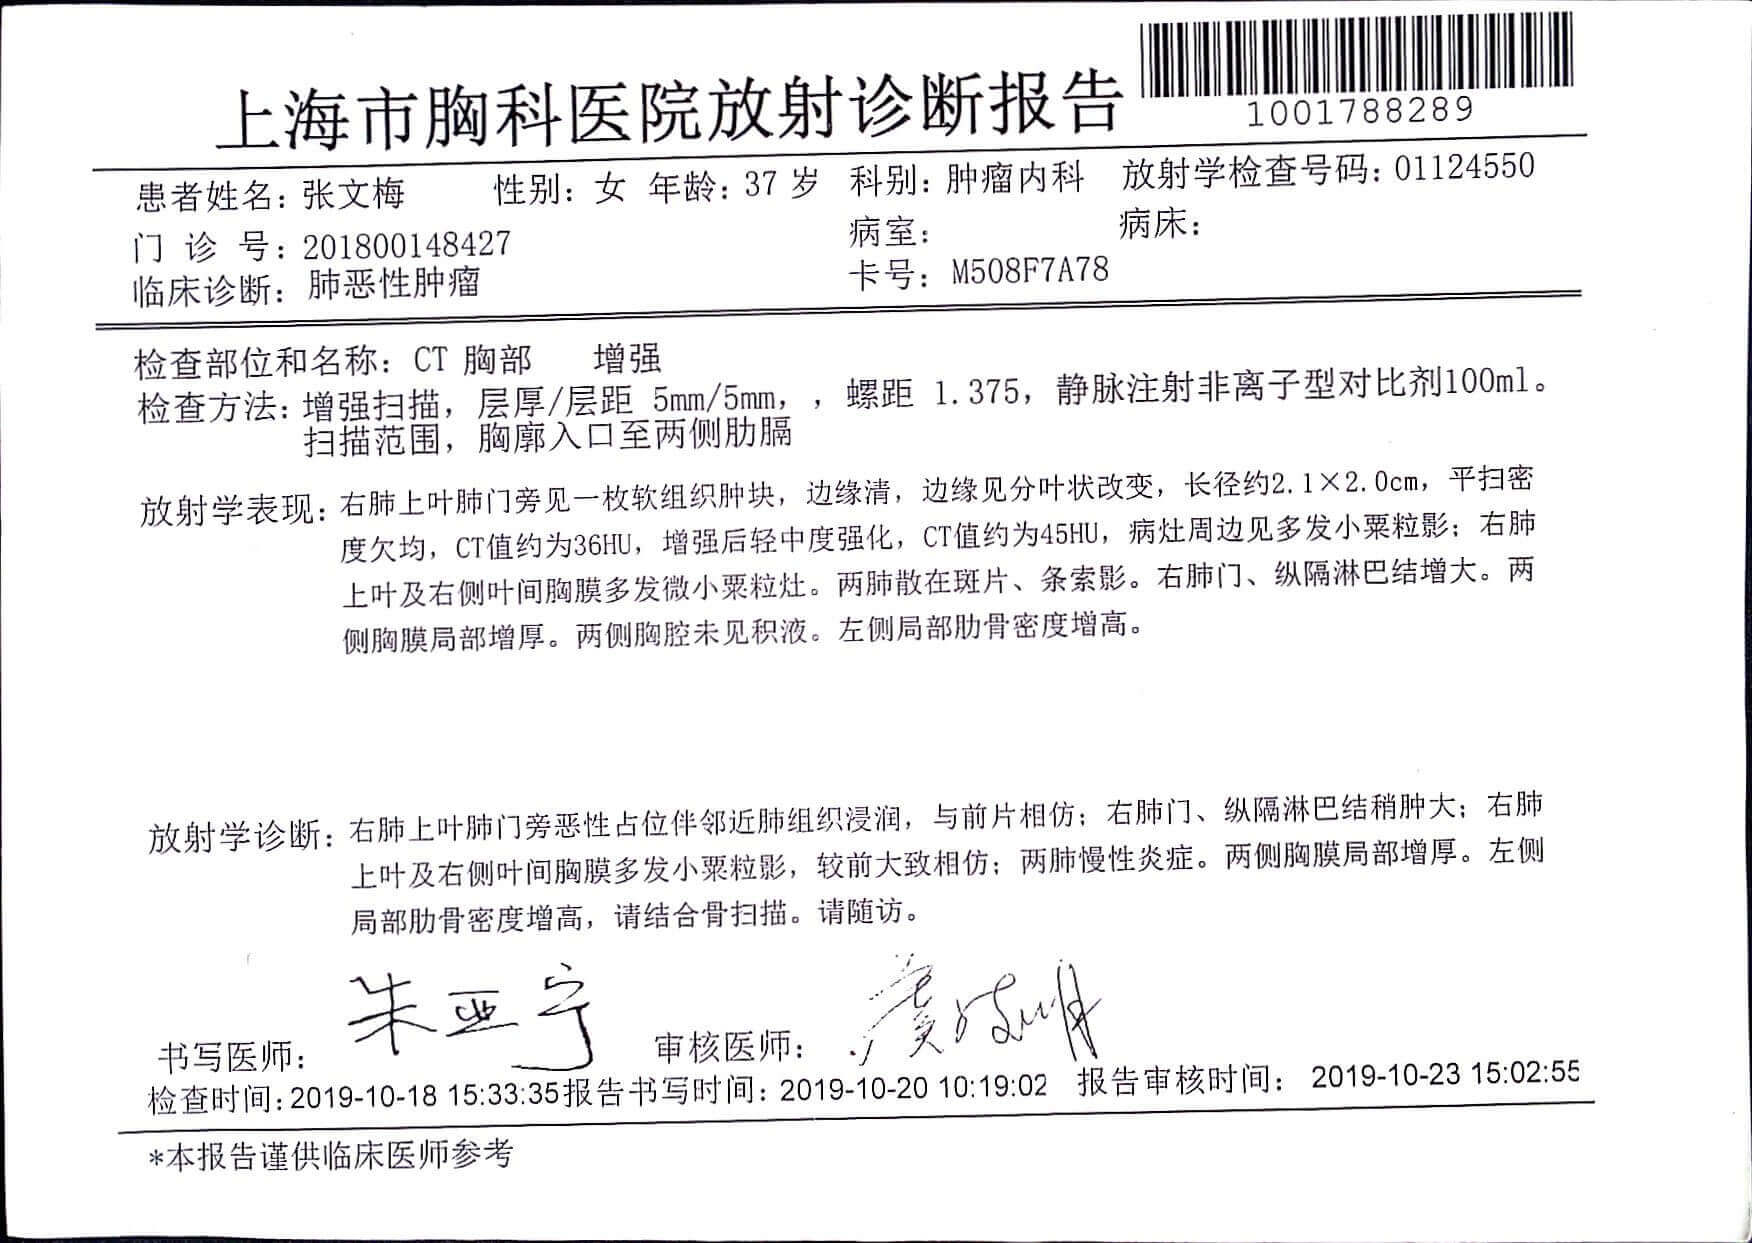 上海市胸科医院放射诊断报告
1001788289
患者姓名：张文梅 性别：女 年龄：37 岁 科别：肿瘤内科 放射学检查号码：01124550
门 诊 号：201800148427 病室： 病床：
临床诊断：肺恶性肿瘤 卡号：M508F7A78
检查部位和名称：CT 胸部 增强
检查方法：增强扫描，层厚/层距 5mm/5mm，，螺距 1.375，静脉注射非离子型对比剂100ml。
扫描范围，胸廓入口至两侧肋膈
放射学表现：右肺上叶肺门旁见一枚软组织肿块，边缘清，边缘见分叶状改变，长径约2.1×2.0cm，平扫密
度欠均，CT值约为36HU，增强后轻中度强化，CT值约为45HU，病灶周边见多发小粟粒影；右肺
上叶及右侧叶间胸膜多发微小粟粒灶。两肺散在斑片、条索影。右肺门、纵隔淋巴结增大。两
侧胸膜局部增厚。两侧胸腔未见积液。左侧局部肋骨密度增高。
放射学诊断：右肺上叶肺门旁恶性占位伴邻近肺组织浸润，与前片相仿；右肺门、纵隔淋巴结稍肿大；右肺
上叶及右侧叶间胸膜多发小粟粒影，较前大致相仿；两肺慢性炎症。两侧胸膜局部增厚。左侧
局部肋骨密度增高，请结合骨扫描。请随访。
书写医师：朱亚宁 审核医师：
检查时间：2019-10-18 15:33:35报告书写时间：2019-10-20 10:19:02 报告审核时间：2019-10-23 15:02:55
*本报告谨供临床医师参考